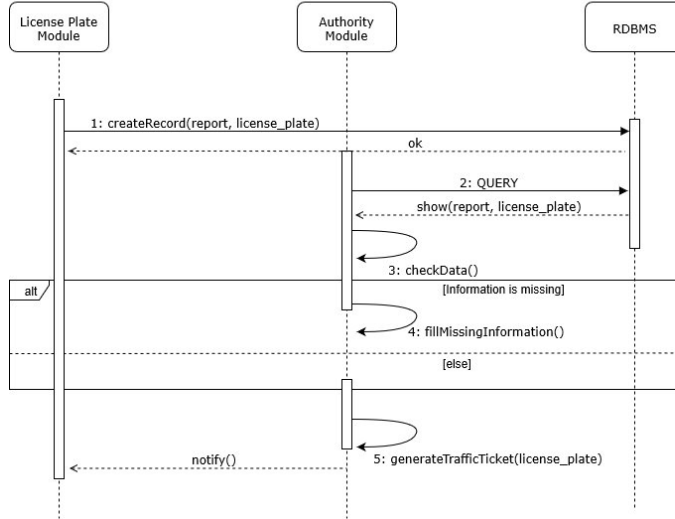 License Plate
Module
Authority
Module
RDBMS
1: createRecord(report, license_plate)
ok
2: QUERY
show(report, license_plate)
3: checkData()
alt
[Information is missing]
4: fillMissingInformation()
[else]
5: generateTrafficTicket(license_plate)
notify()